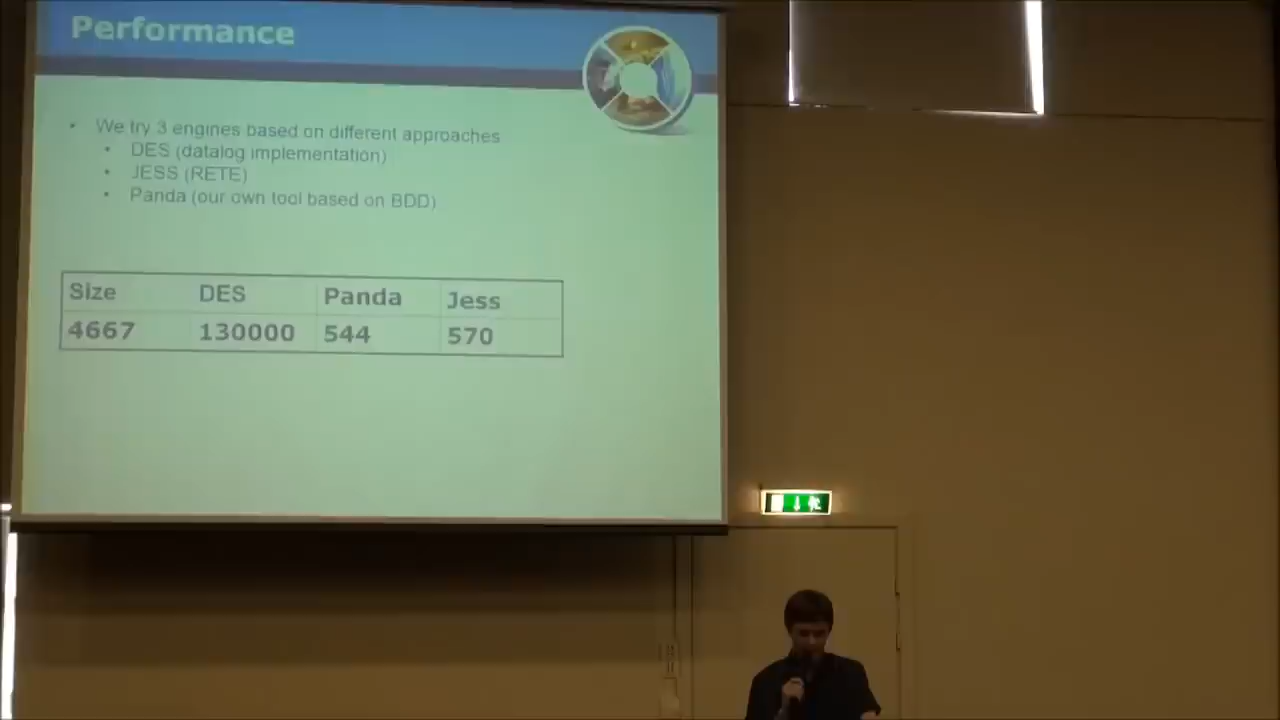 Performance
• We try 3 engines based on different approaches
• DES (datalog implementation)
• JESS (RETE)
• Panda (our own tool based on BDD)
Size DES Panda Jess
4667 130000 544 570